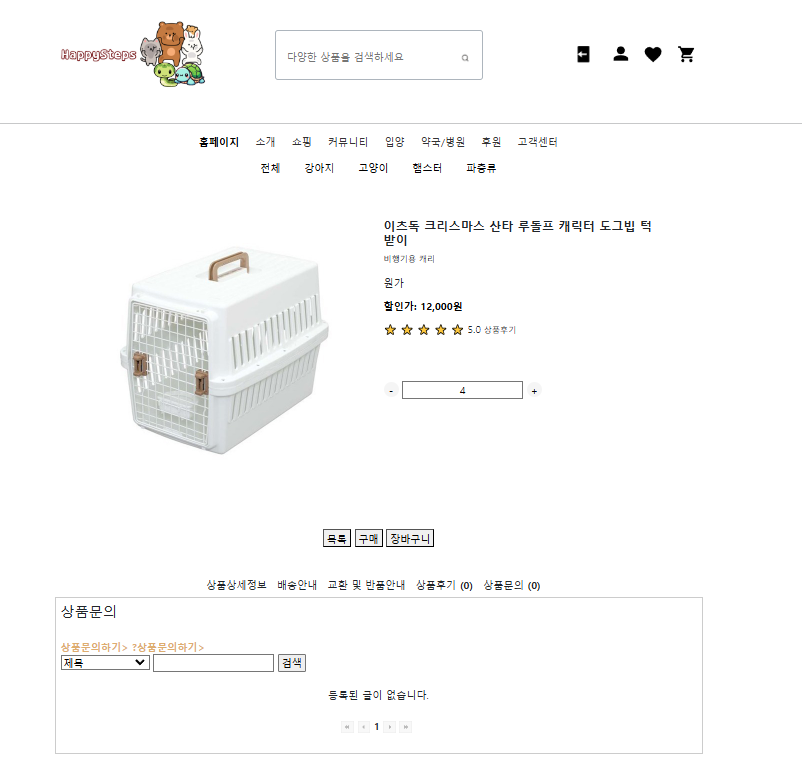 HappySteps
다양한 상품을 검색하세요
홈페이지 소개 쇼핑 커뮤니티 입양 약국/병원 후원 고객센터
전체 강아지 고양이 햄스터 파충류
이츠독 크리스마스 산타 루돌프 캐릭터 도그빕 턱
받이
비행기용 캐리
원가
할인가: 12,000원
5.0 상품후기
- 4 +
목록 구매 장바구니
상품상세정보 배송안내 교환 및 반품안내 상품후기 (0) 상품문의 (0)
상품문의
상품문의하기> ?상품문의하기>
제목 검색
등록된 글이 없습니다.
« ‹ 1 › »